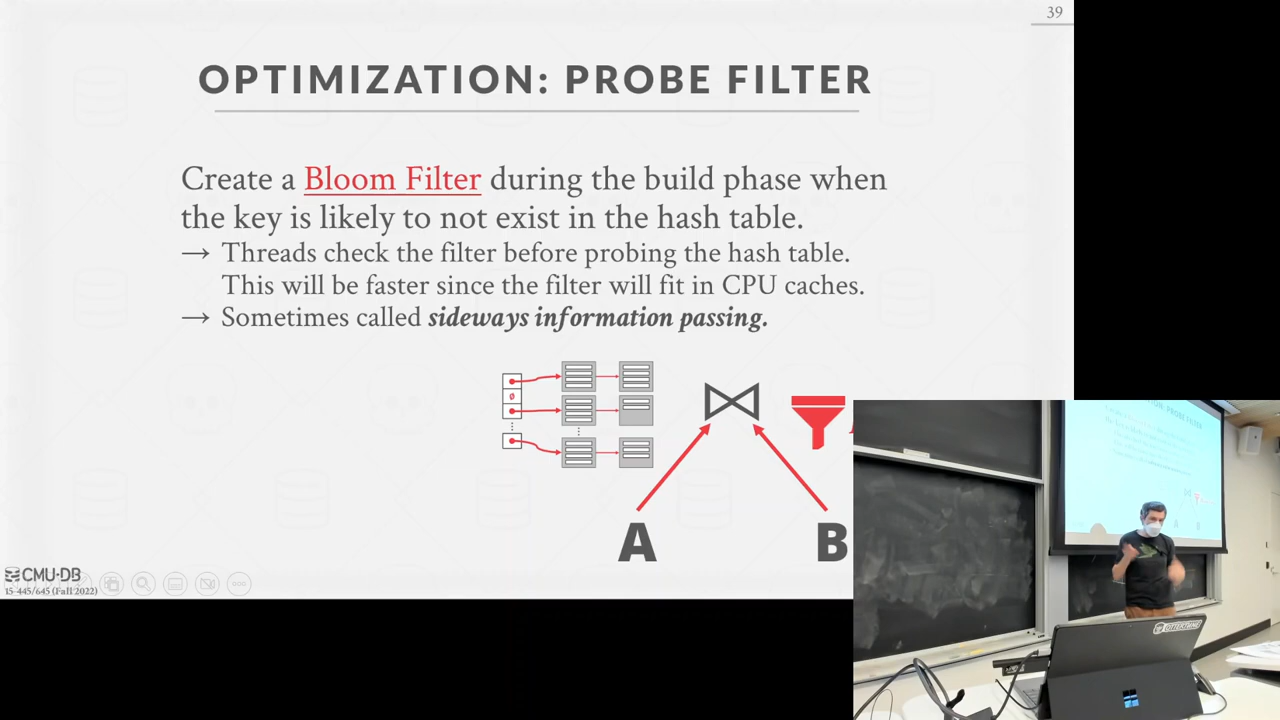 39
OPTIMIZATION: PROBE FILTER
Create a Bloom Filter during the build phase when
the key is likely to not exist in the hash table.
→ Threads check the filter before probing the hash table.
This will be faster since the filter will fit in CPU caches.
→ Sometimes called sideways information passing.
A
B
CMU·DB
15-445/645 (Fall 2022)
PROBE FILTER